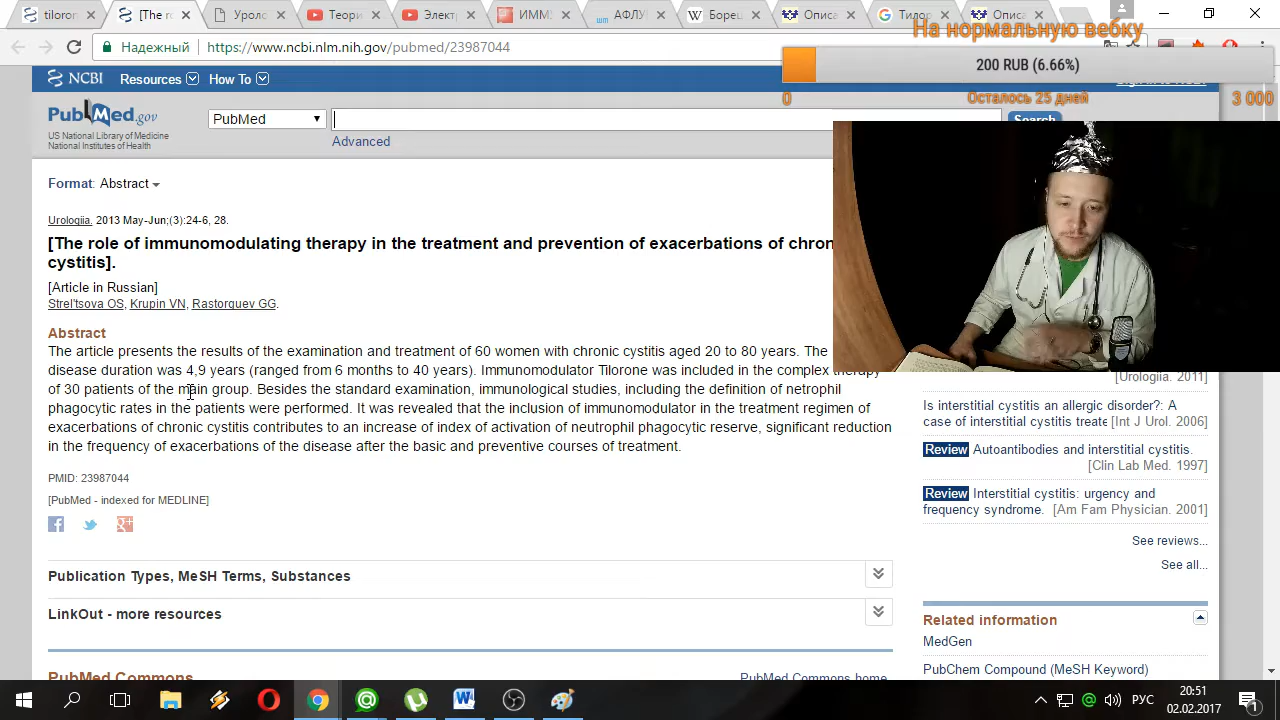 tiloror
[The ro
Уролс
Теори
Элект
ИММУ
АФЛУ
Борец
Описа
Тилор
Описа
На нормальную вебку
Надежный
https://www.ncbi.nlm.nih.gov/pubmed/23987044
200 RUB (6.66%)
0
Осталось 25 дней
3 000
NCBI
Resources
How To
PubMed.gov
US National Library of Medicine
National Institutes of Health
PubMed
Search
Advanced
Format: Abstract
Urologiia. 2013 May-Jun;(3):24-6, 28.
[The role of immunomodulating therapy in the treatment and prevention of exacerbations of chron
cystitis].
[Article in Russian]
Strel'tsova OS, Krupin VN, Rastorguev GG.
Abstract
The article presents the results of the examination and treatment of 60 women with chronic cystitis aged 20 to 80 years. The
disease duration was 4,9 years (ranged from 6 months to 40 years). Immunomodulator Tilorone was included in the complex therapy
of 30 patients of the main group. Besides the standard examination, immunological studies, including the definition of netrophil
phagocytic rates in the patients were performed. It was revealed that the inclusion of immunomodulator in the treatment regimen of
exacerbations of chronic cystitis contributes to an increase of index of activation of neutrophil phagocytic reserve, significant reduction
in the frequency of exacerbations of the disease after the basic and preventive courses of treatment.
PMID: 23987044
[PubMed - indexed for MEDLINE]
Publication Types, MeSH Terms, Substances
LinkOut - more resources
PubMed Commons
PubMed Commons home
[Urologiia. 2011]
Is interstitial cystitis an allergic disorder?: A
case of interstitial cystitis treate [Int J Urol. 2006]
Review Autoantibodies and interstitial cystitis.
[Clin Lab Med. 1997]
Review Interstitial cystitis: urgency and
frequency syndrome. [Am Fam Physician. 2001]
See reviews...
See all...
Related information
MedGen
PubChem Compound (MeSH Keyword)
РУС
20:51
02.02.2017
1